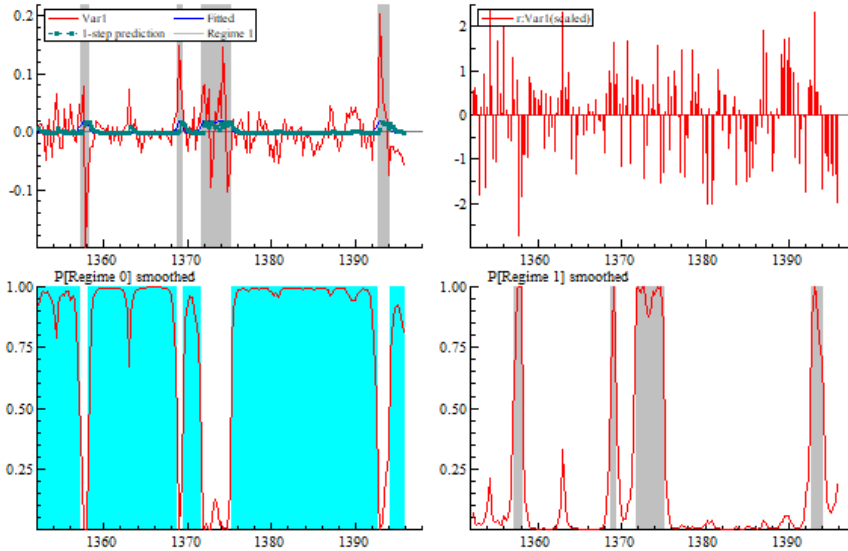 Var1 Fitted
1-step prediction Regime 1
0.2
0.1
0.0
-0.1
1360 1370 1380 1390
r:Var1(scaled)
2
1
0
-1
-2
1360 1370 1380 1390
P[Regime 0] smoothed
1.00
0.75
0.50
0.25
1360 1370 1380 1390
P[Regime 1] smoothed
1.00
0.75
0.50
0.25
1360 1370 1380 1390